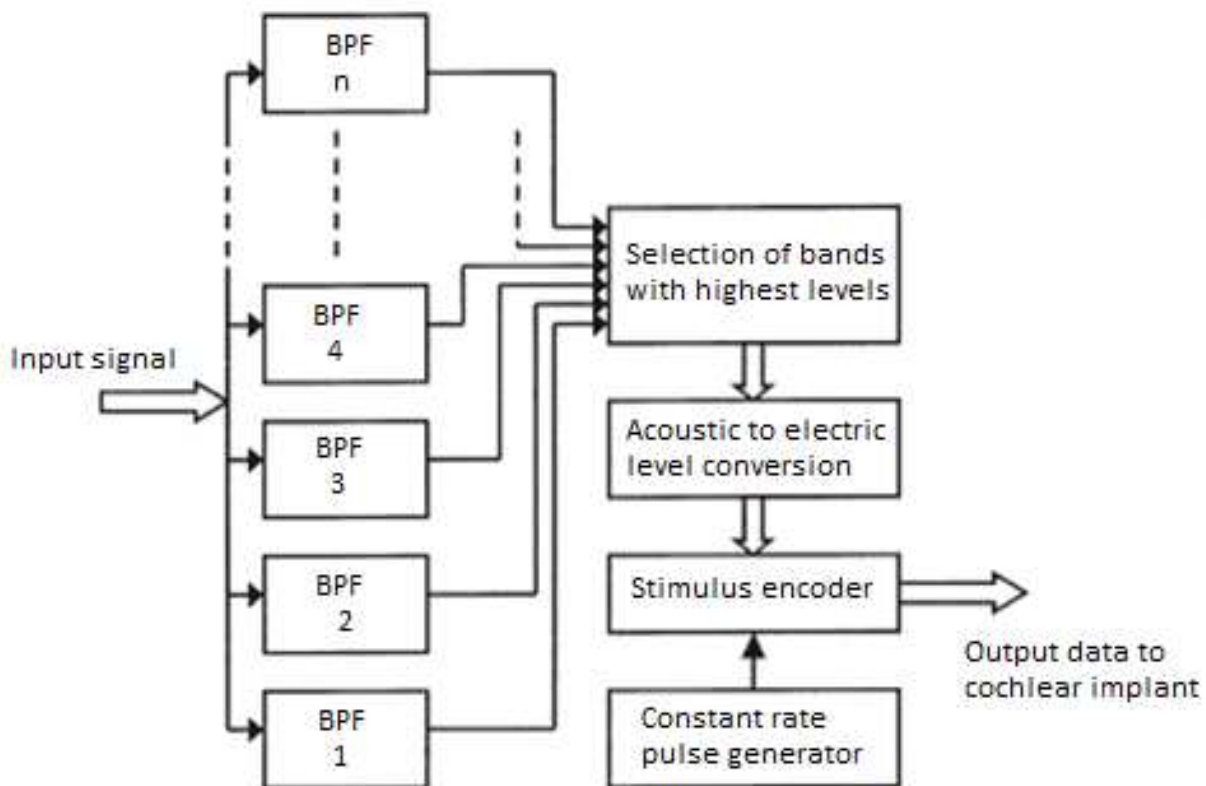 BPF
n
BPF
4
Input signal
BPF
3
BPF
2
BPF
1
Selection of bands
with highest levels
Acoustic to electric
level conversion
Stimulus encoder
Output data to
cochlear implant
Constant rate
pulse generator